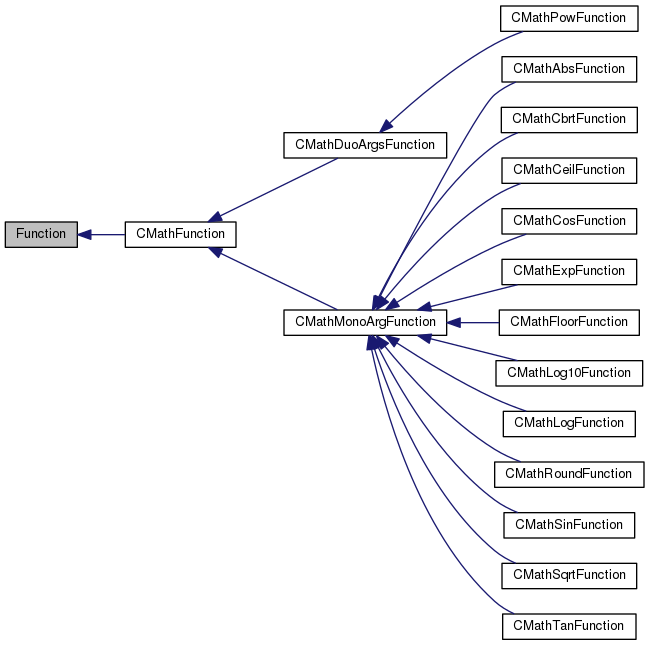 Function
CMathFunction
CMathDuoArgsFunction
CMathMonoArgFunction
CMathPowFunction
CMathAbsFunction
CMathCbrtFunction
CMathCeilFunction
CMathCosFunction
CMathExpFunction
CMathFloorFunction
CMathLog10Function
CMathLogFunction
CMathRoundFunction
CMathSinFunction
CMathSqrtFunction
CMathTanFunction